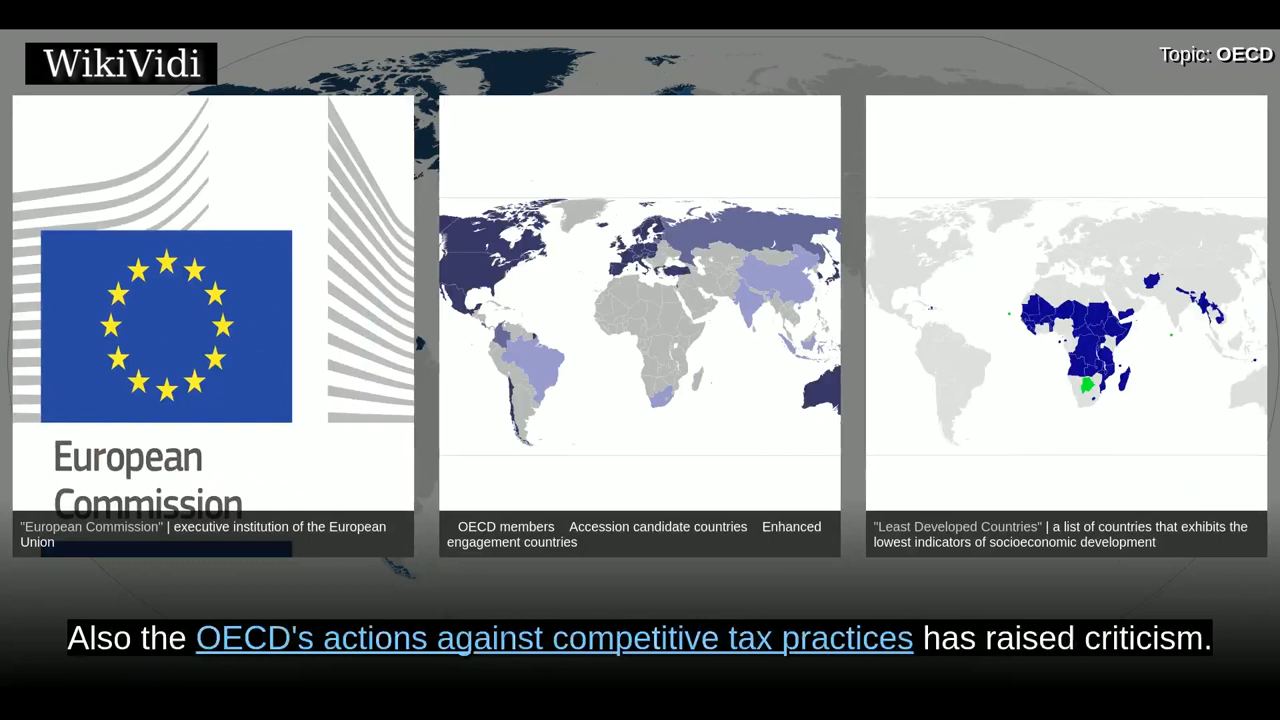 WikiVidi
Topic: OECD
European
Commission
"European Commission" | executive institution of the European
Union
OECD members Accession candidate countries Enhanced
engagement countries
"Least Developed Countries" | a list of countries that exhibits the
lowest indicators of socioeconomic development
Also the OECD's actions against competitive tax practices has raised criticism.